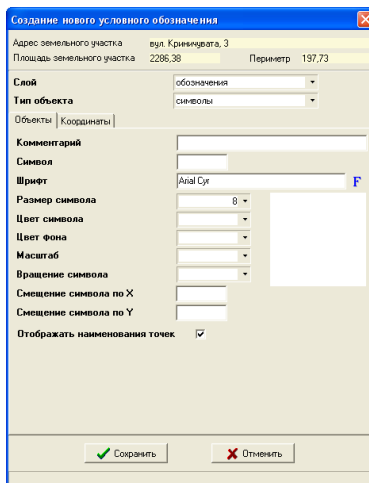 Создание нового условного обозначения
Адрес земельного участка вул. Криничувата, 3
Площадь земельного участка 2286,38 Периметр 197,73
Слой обозначения
Тип объекта символы
Объекты Координаты
Комментарий
Символ
Шрифт Arial Cyr F
Размер символа 8
Цвет символа
Цвет фона
Масштаб
Вращение символа
Смещение символа по X
Смещение символа по Y
Отображать наименования точек
Сохранить Отменить